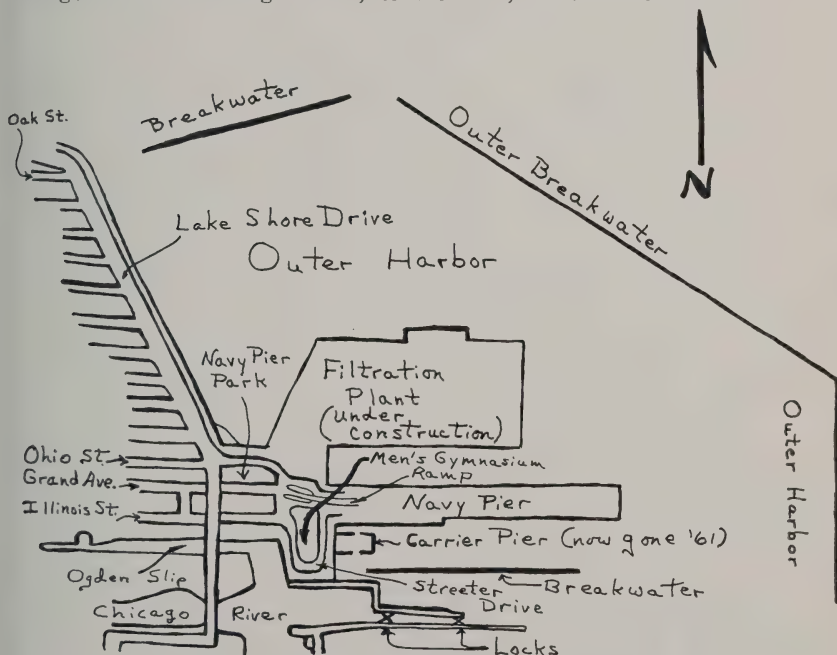 Oak St.
Breakwater
Outer Breakwater
N
Lake Shore Drive
Outer Harbor
Navy Pier
Park
Filtration
Plant
(under
construction)
Outer Harbor
Men's Gymnasium
Ramp
Ohio St.
Grand Ave.
Illinois St.
Navy Pier
Carrier Pier (now gone '61)
Ogden Slip
Streeter
Drive
Breakwater
Chicago River
Locks